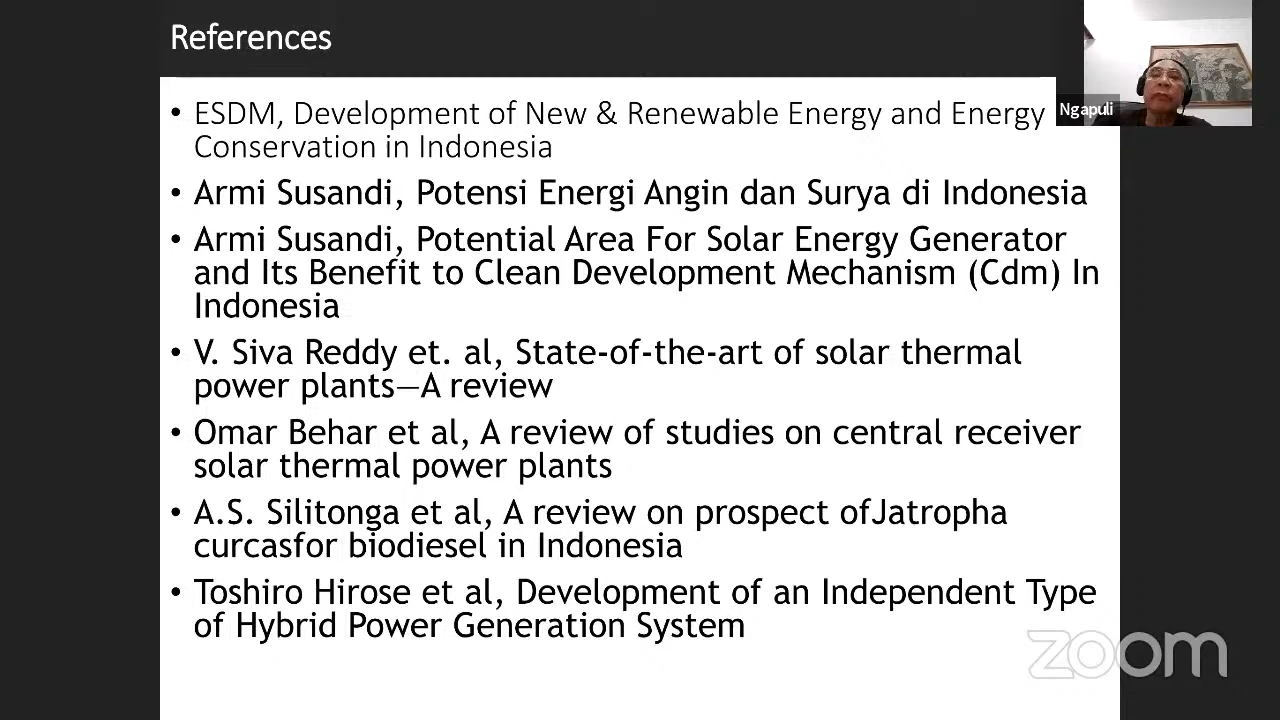 References
• ESDM, Development of New & Renewable Energy and Energy
Conservation in Indonesia
• Armi Susandi, Potensi Energi Angin dan Surya di Indonesia
• Armi Susandi, Potential Area For Solar Energy Generator
and Its Benefit to Clean Development Mechanism (Cdm) In
Indonesia
• V. Siva Reddy et. al, State-of-the-art of solar thermal
power plants—A review
• Omar Behar et al, A review of studies on central receiver
solar thermal power plants
• A.S. Silitonga et al, A review on prospect ofJatropha
curcasfor biodiesel in Indonesia
• Toshiro Hirose et al, Development of an Independent Type
of Hybrid Power Generation System
Ngapuli
zoom